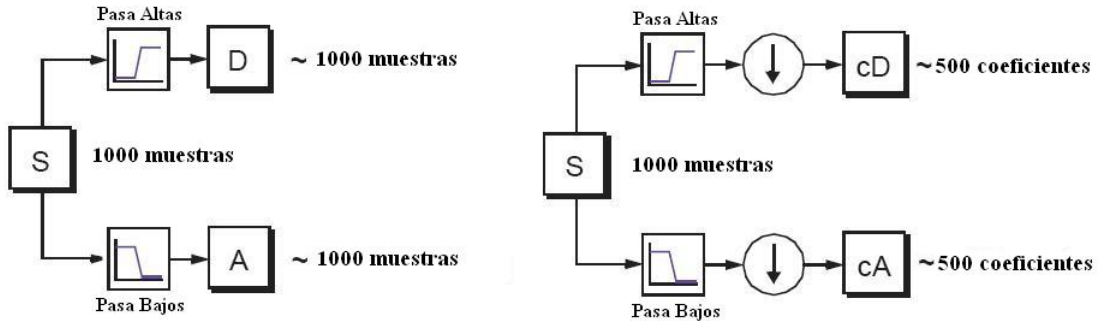 Pasa Altas
D
~ 1000 muestras
S
1000 muestras
A
~ 1000 muestras
Pasa Bajos
Pasa Altas
cD
~500 coeficientes
S
1000 muestras
cA
~500 coeficientes
Pasa Bajos